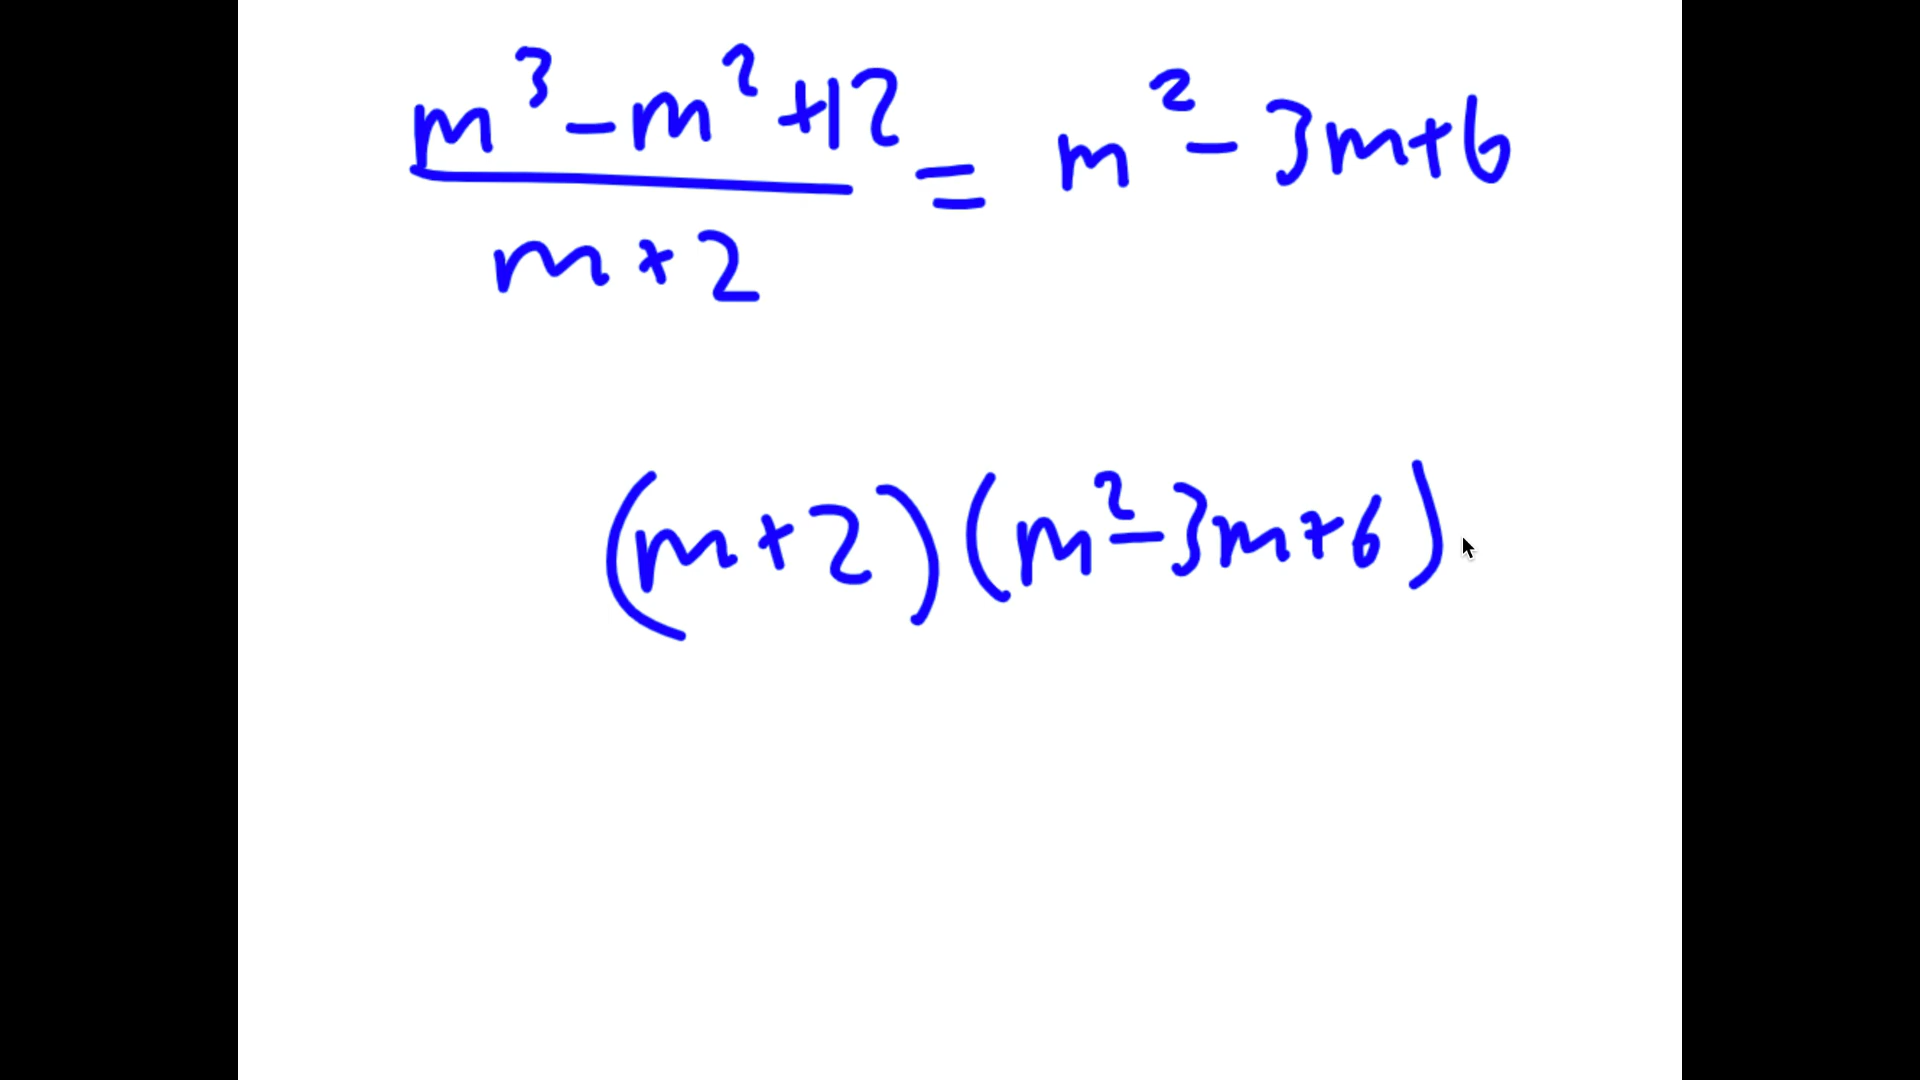 m³ - m² + 12 / m + 2 = m² - 3m + 6
(m + 2)(m² - 3m + 6)